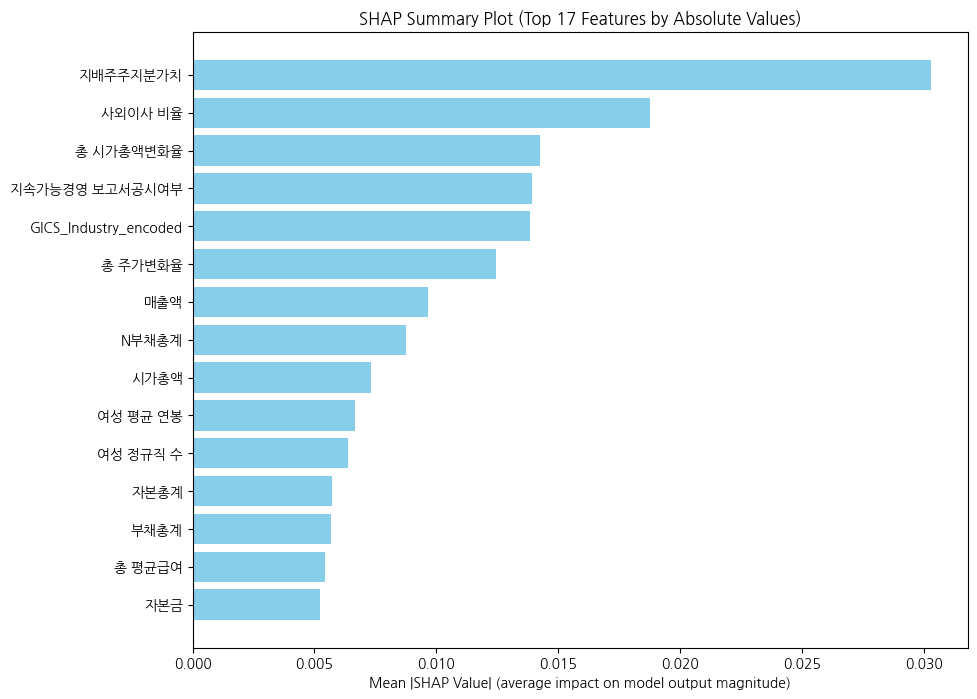 SHAP Summary Plot (Top 17 Features by Absolute Values)
지배주주지분가치
사외이사 비율
총 시가총액변화율
지속가능경영 보고서공시여부
GICS_Industry_encoded
총 주가변화율
매출액
N부채총계
시가총액
여성 평균 연봉
여성 정규직 수
자본총계
부채총계
총 평균급여
자본금
0.000 0.005 0.010 0.015 0.020 0.025 0.030
Mean |SHAP Value| (average impact on model output magnitude)